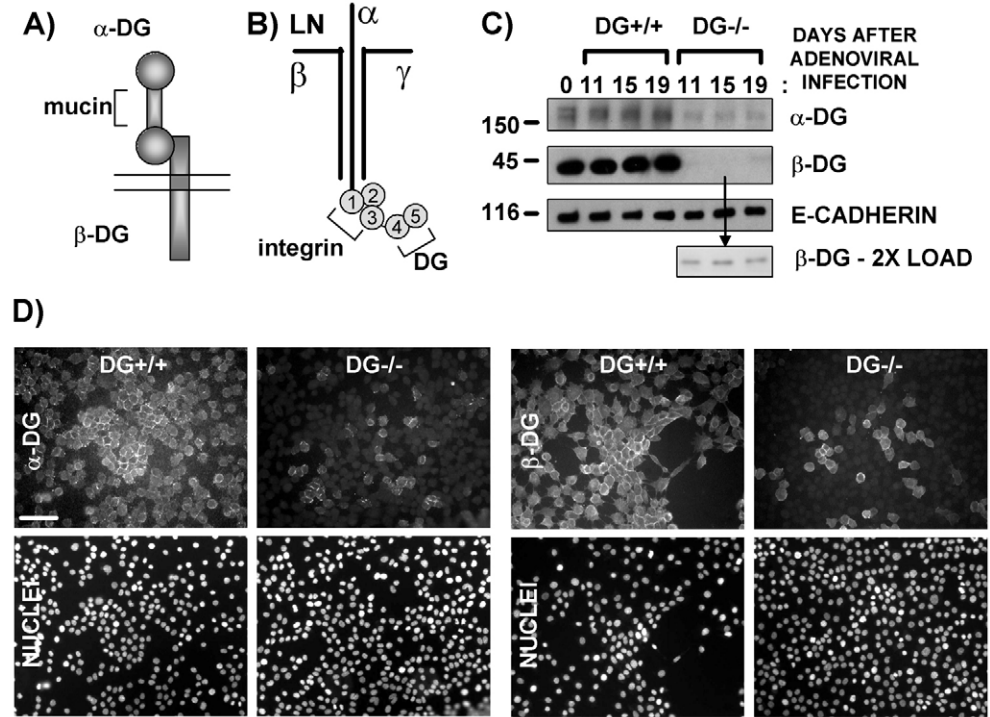 A)
α-DG
mucin
β-DG
B)
LN
α
β
γ
1
2
3
4
5
integrin
DG
C)
DG+/+
DG-/-
DAYS AFTER
ADENOVIRAL
INFECTION
0 11 15 19 11 15 19 :
150
α-DG
45
β-DG
116
E-CADHERIN
β-DG - 2X LOAD
D)
DG+/+
DG-/-
DG+/+
DG-/-
α-DG
β-DG
NUCLEI
NUCLEI